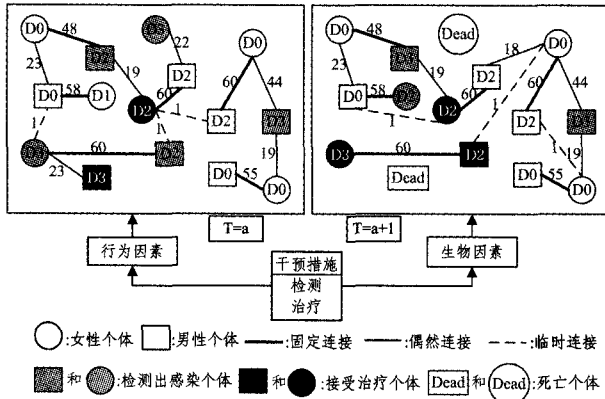 D0 48 D2 22 D0
23 19 D2 60 44
D0 58 D1 D2 60 1 D2
1 1
60 D0 55 19
23 D3 D0
T=a
D0 48 Dead 18 D0
23 19 D2 60 44
D0 58 60 D2 D2
1 1
D3 60 D2 D0 55 1 19
Dead D0
T=a+1
行为因素
干预措施
检测
治疗
生物因素
:女性个体 :男性个体 :固定连接 :偶然连接 :临时连接
和 :检测出感染个体 和 :接受治疗个体 Dead 和 Dead :死亡个体